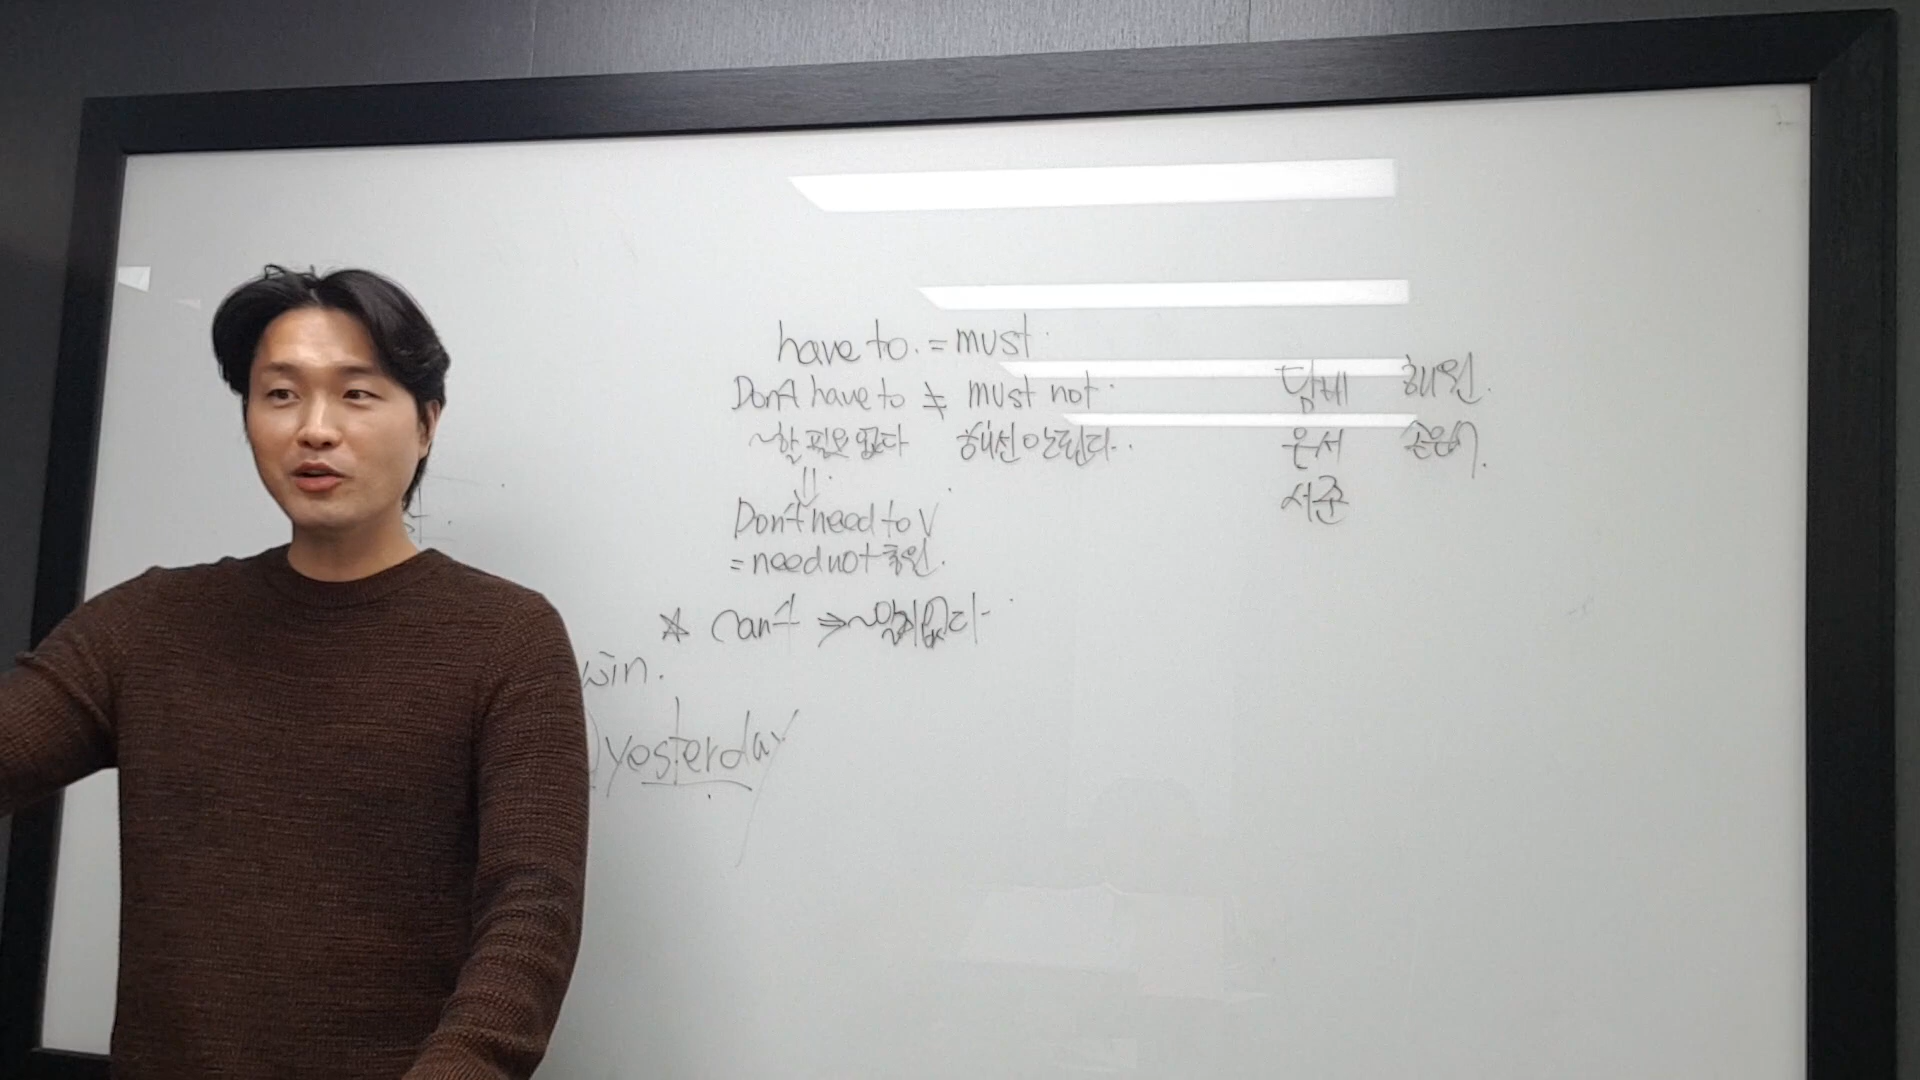 have to. = must.
Don't have to ≠ must not.
~할 필요 없다 해선 안 된다.
Don't need to V
= need not 동원.
☆ Can't ⇒ ~일 리 없다.
win.
yesterday
담비 해원.
은서 손은
서준